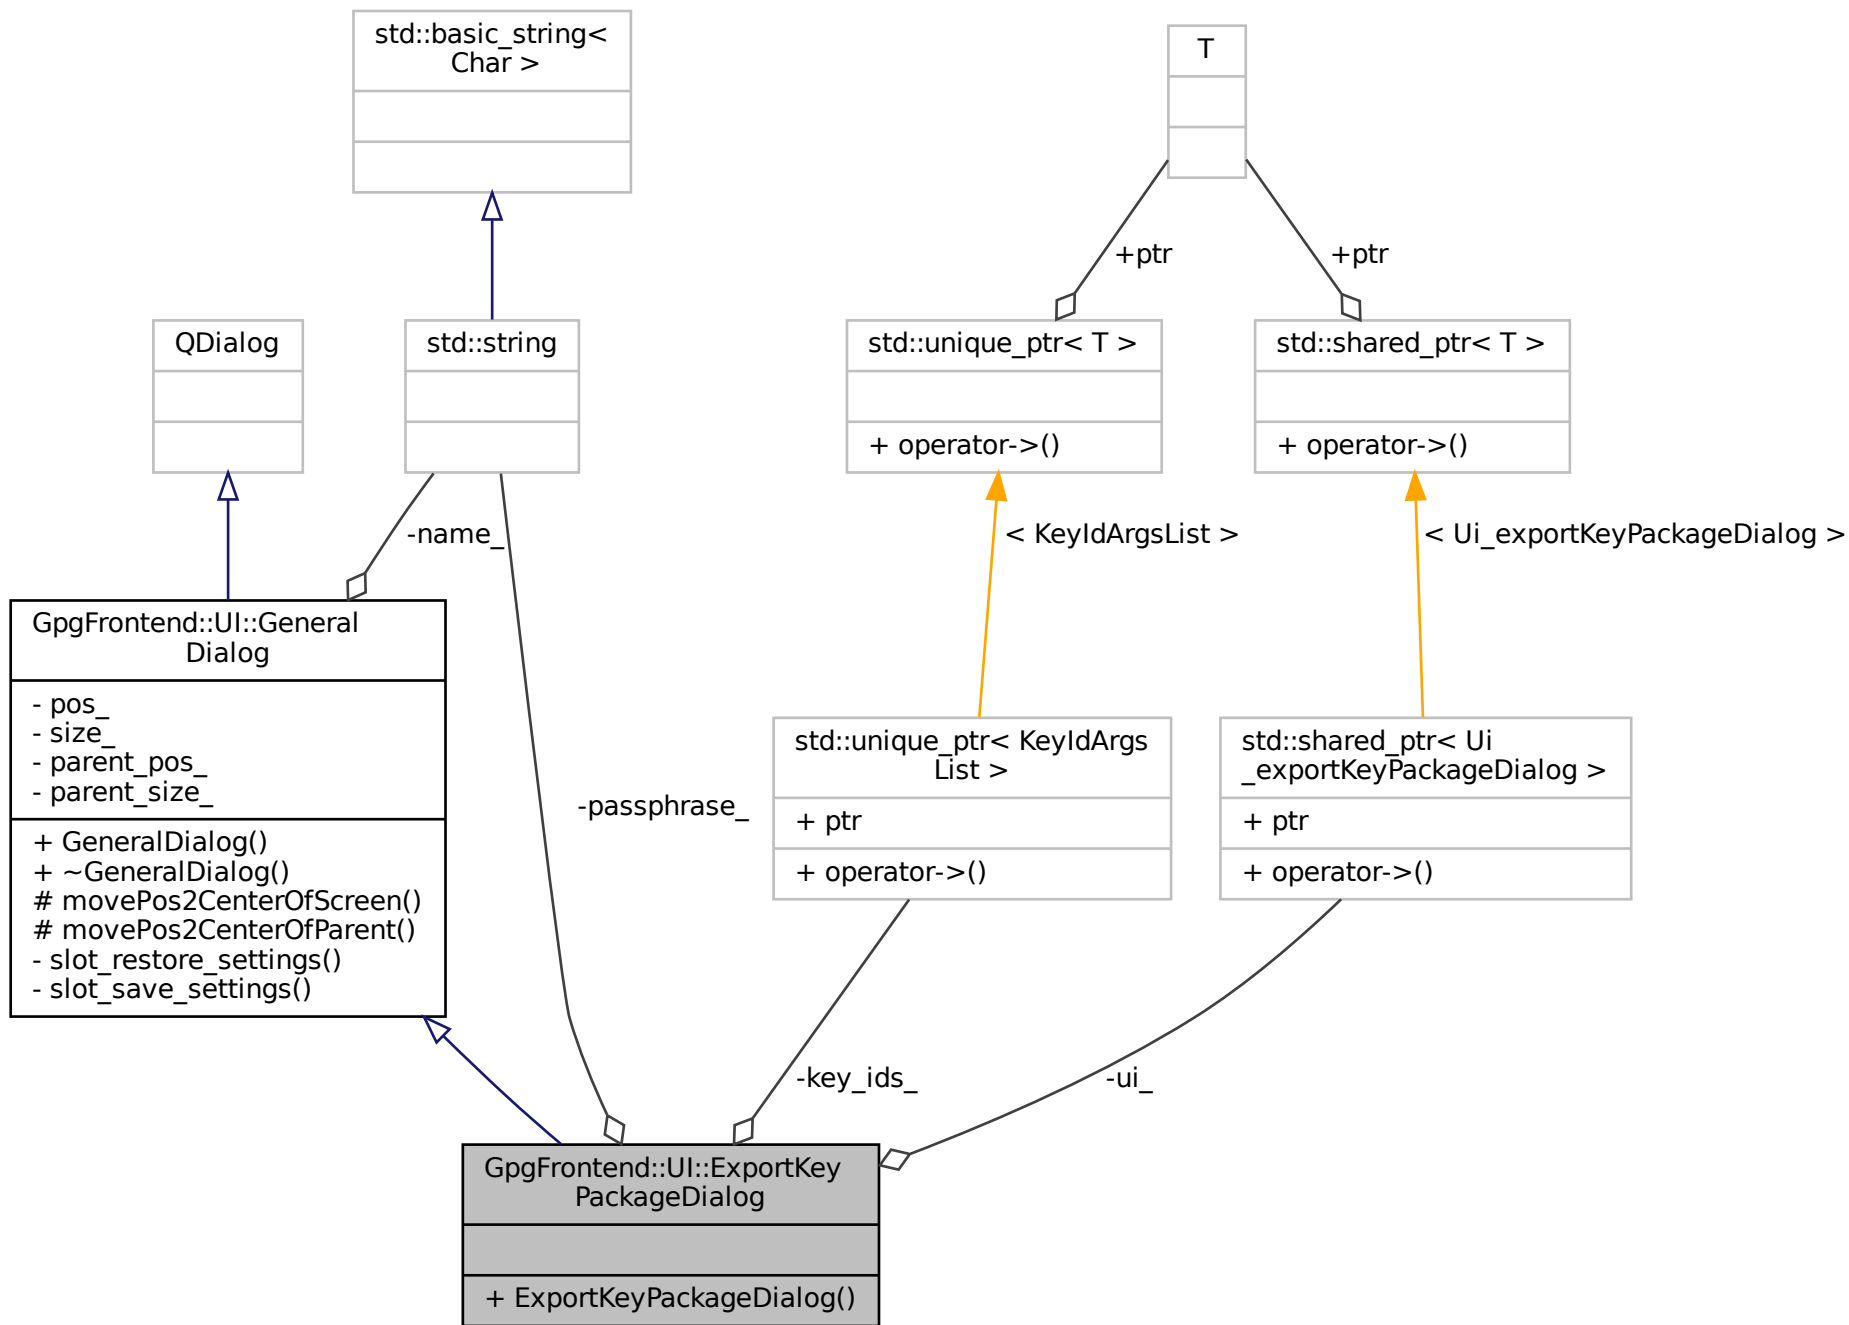 std::basic_string<
Char >
T
+ptr
+ptr
QDialog
std::string
std::unique_ptr< T >
+ operator->()
std::shared_ptr< T >
+ operator->()
-name_
< KeyIdArgsList >
< Ui_exportKeyPackageDialog >
GpgFrontend::UI::General
Dialog
- pos_
- size_
- parent_pos_
- parent_size_
+ GeneralDialog()
+ ~GeneralDialog()
# movePos2CenterOfScreen()
# movePos2CenterOfParent()
- slot_restore_settings()
- slot_save_settings()
-passphrase_
std::unique_ptr< KeyIdArgs
List >
+ ptr
+ operator->()
std::shared_ptr< Ui
_exportKeyPackageDialog >
+ ptr
+ operator->()
-key_ids_
-ui_
GpgFrontend::UI::ExportKey
PackageDialog
+ ExportKeyPackageDialog()